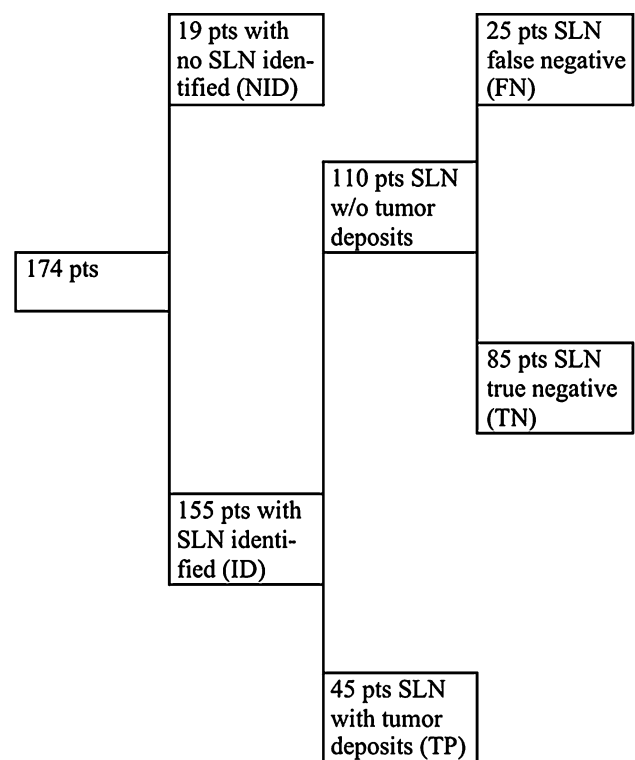 19 pts with
no SLN iden-
tified (NID)
25 pts SLN
false negative
(FN)
110 pts SLN
w/o tumor
deposits
174 pts
85 pts SLN
true negative
(TN)
155 pts with
SLN identi-
fied (ID)
45 pts SLN
with tumor
deposits (TP)